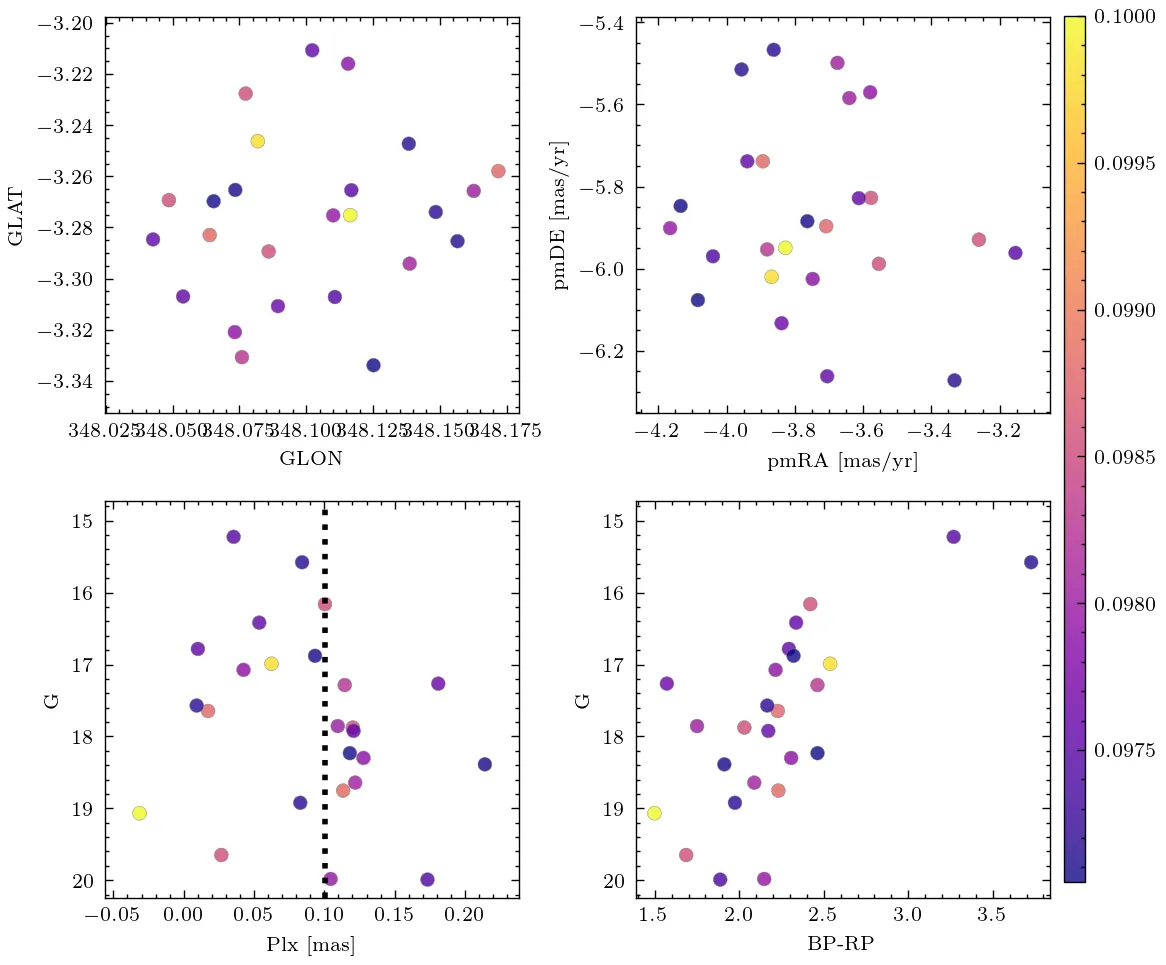 −3.20
−3.22
−3.24
−3.26
−3.28
−3.30
−3.32
−3.34
GLAT
348.025 348.050 348.075 348.100 348.125 348.150 348.175
GLON
−5.4
−5.6
−5.8
−6.0
−6.2
pmDE [mas/yr]
−4.2 −4.0 −3.8 −3.6 −3.4 −3.2
pmRA [mas/yr]
0.1000
0.0995
0.0990
0.0985
0.0980
0.0975
15
16
17
18
19
20
G
−0.05 0.00 0.05 0.10 0.15 0.20
Plx [mas]
15
16
17
18
19
20
G
1.5 2.0 2.5 3.0 3.5
BP-RP